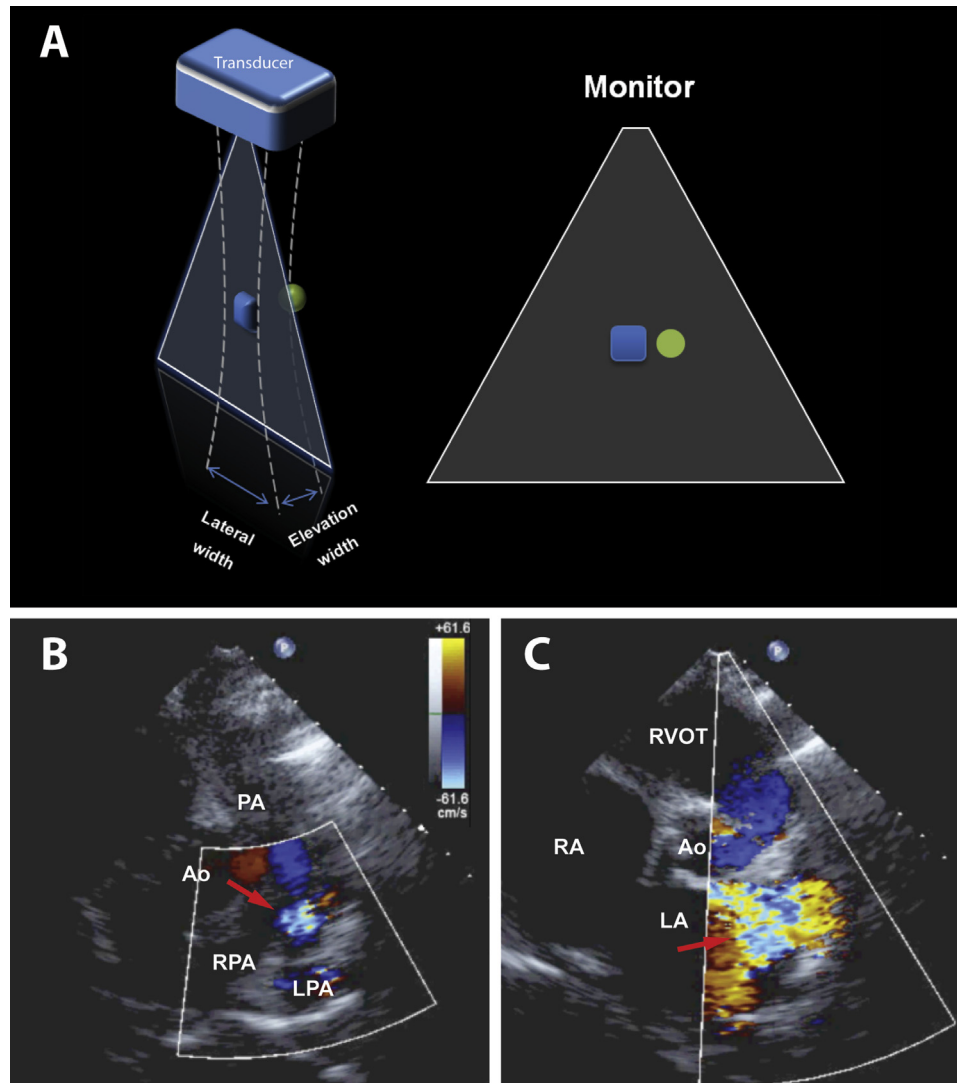 A
Transducer
Monitor
Lateral
width
Elevation
width
B
P
+61.6
-61.6
cm/s
PA
Ao
RPA
LPA
C
P
RVOT
RA
Ao
LA